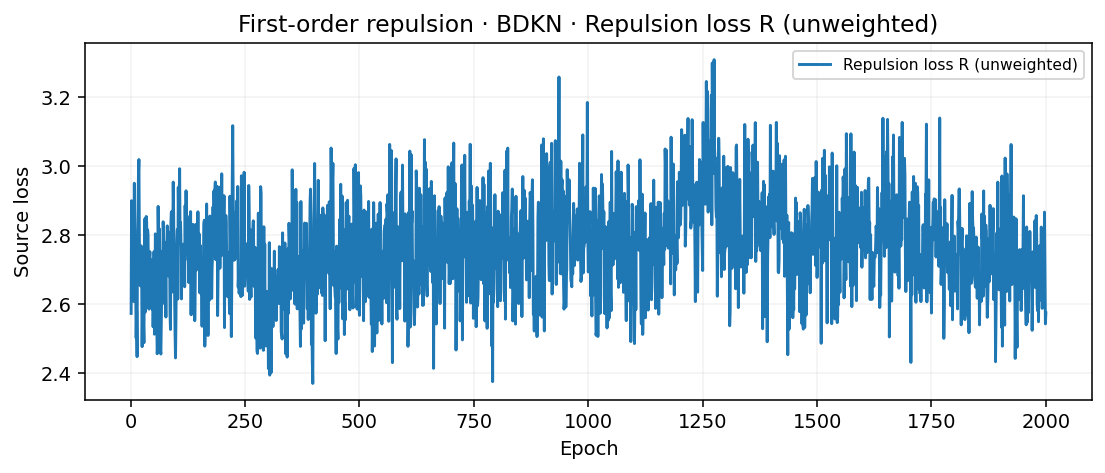 First-order repulsion · BDKN · Repulsion loss R (unweighted)
Repulsion loss R (unweighted)
Source loss
3.2
3.0
2.8
2.6
2.4
0 250 500 750 1000 1250 1500 1750 2000
Epoch